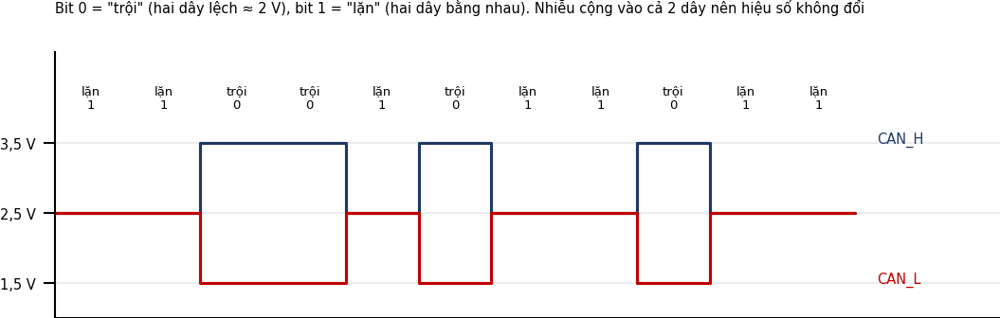 Bit 0 = "trội" (hai dây lệch ≈ 2 V), bit 1 = "lặn" (hai dây bằng nhau). Nhiễu cộng vào cả 2 dây nên hiệu số không đổi
lặn lặn trội trội lặn trội lặn lặn trội lặn lặn
1 1 0 0 1 0 1 1 0 1 1
3,5 V CAN_H
2,5 V
1,5 V CAN_L